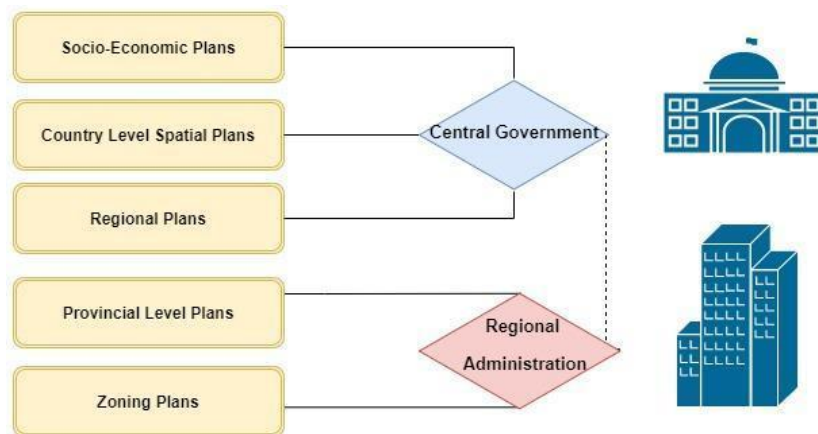 Socio-Economic Plans
Country Level Spatial Plans
Central Government
Regional Plans
Provincial Level Plans
Regional
Administration
Zoning Plans